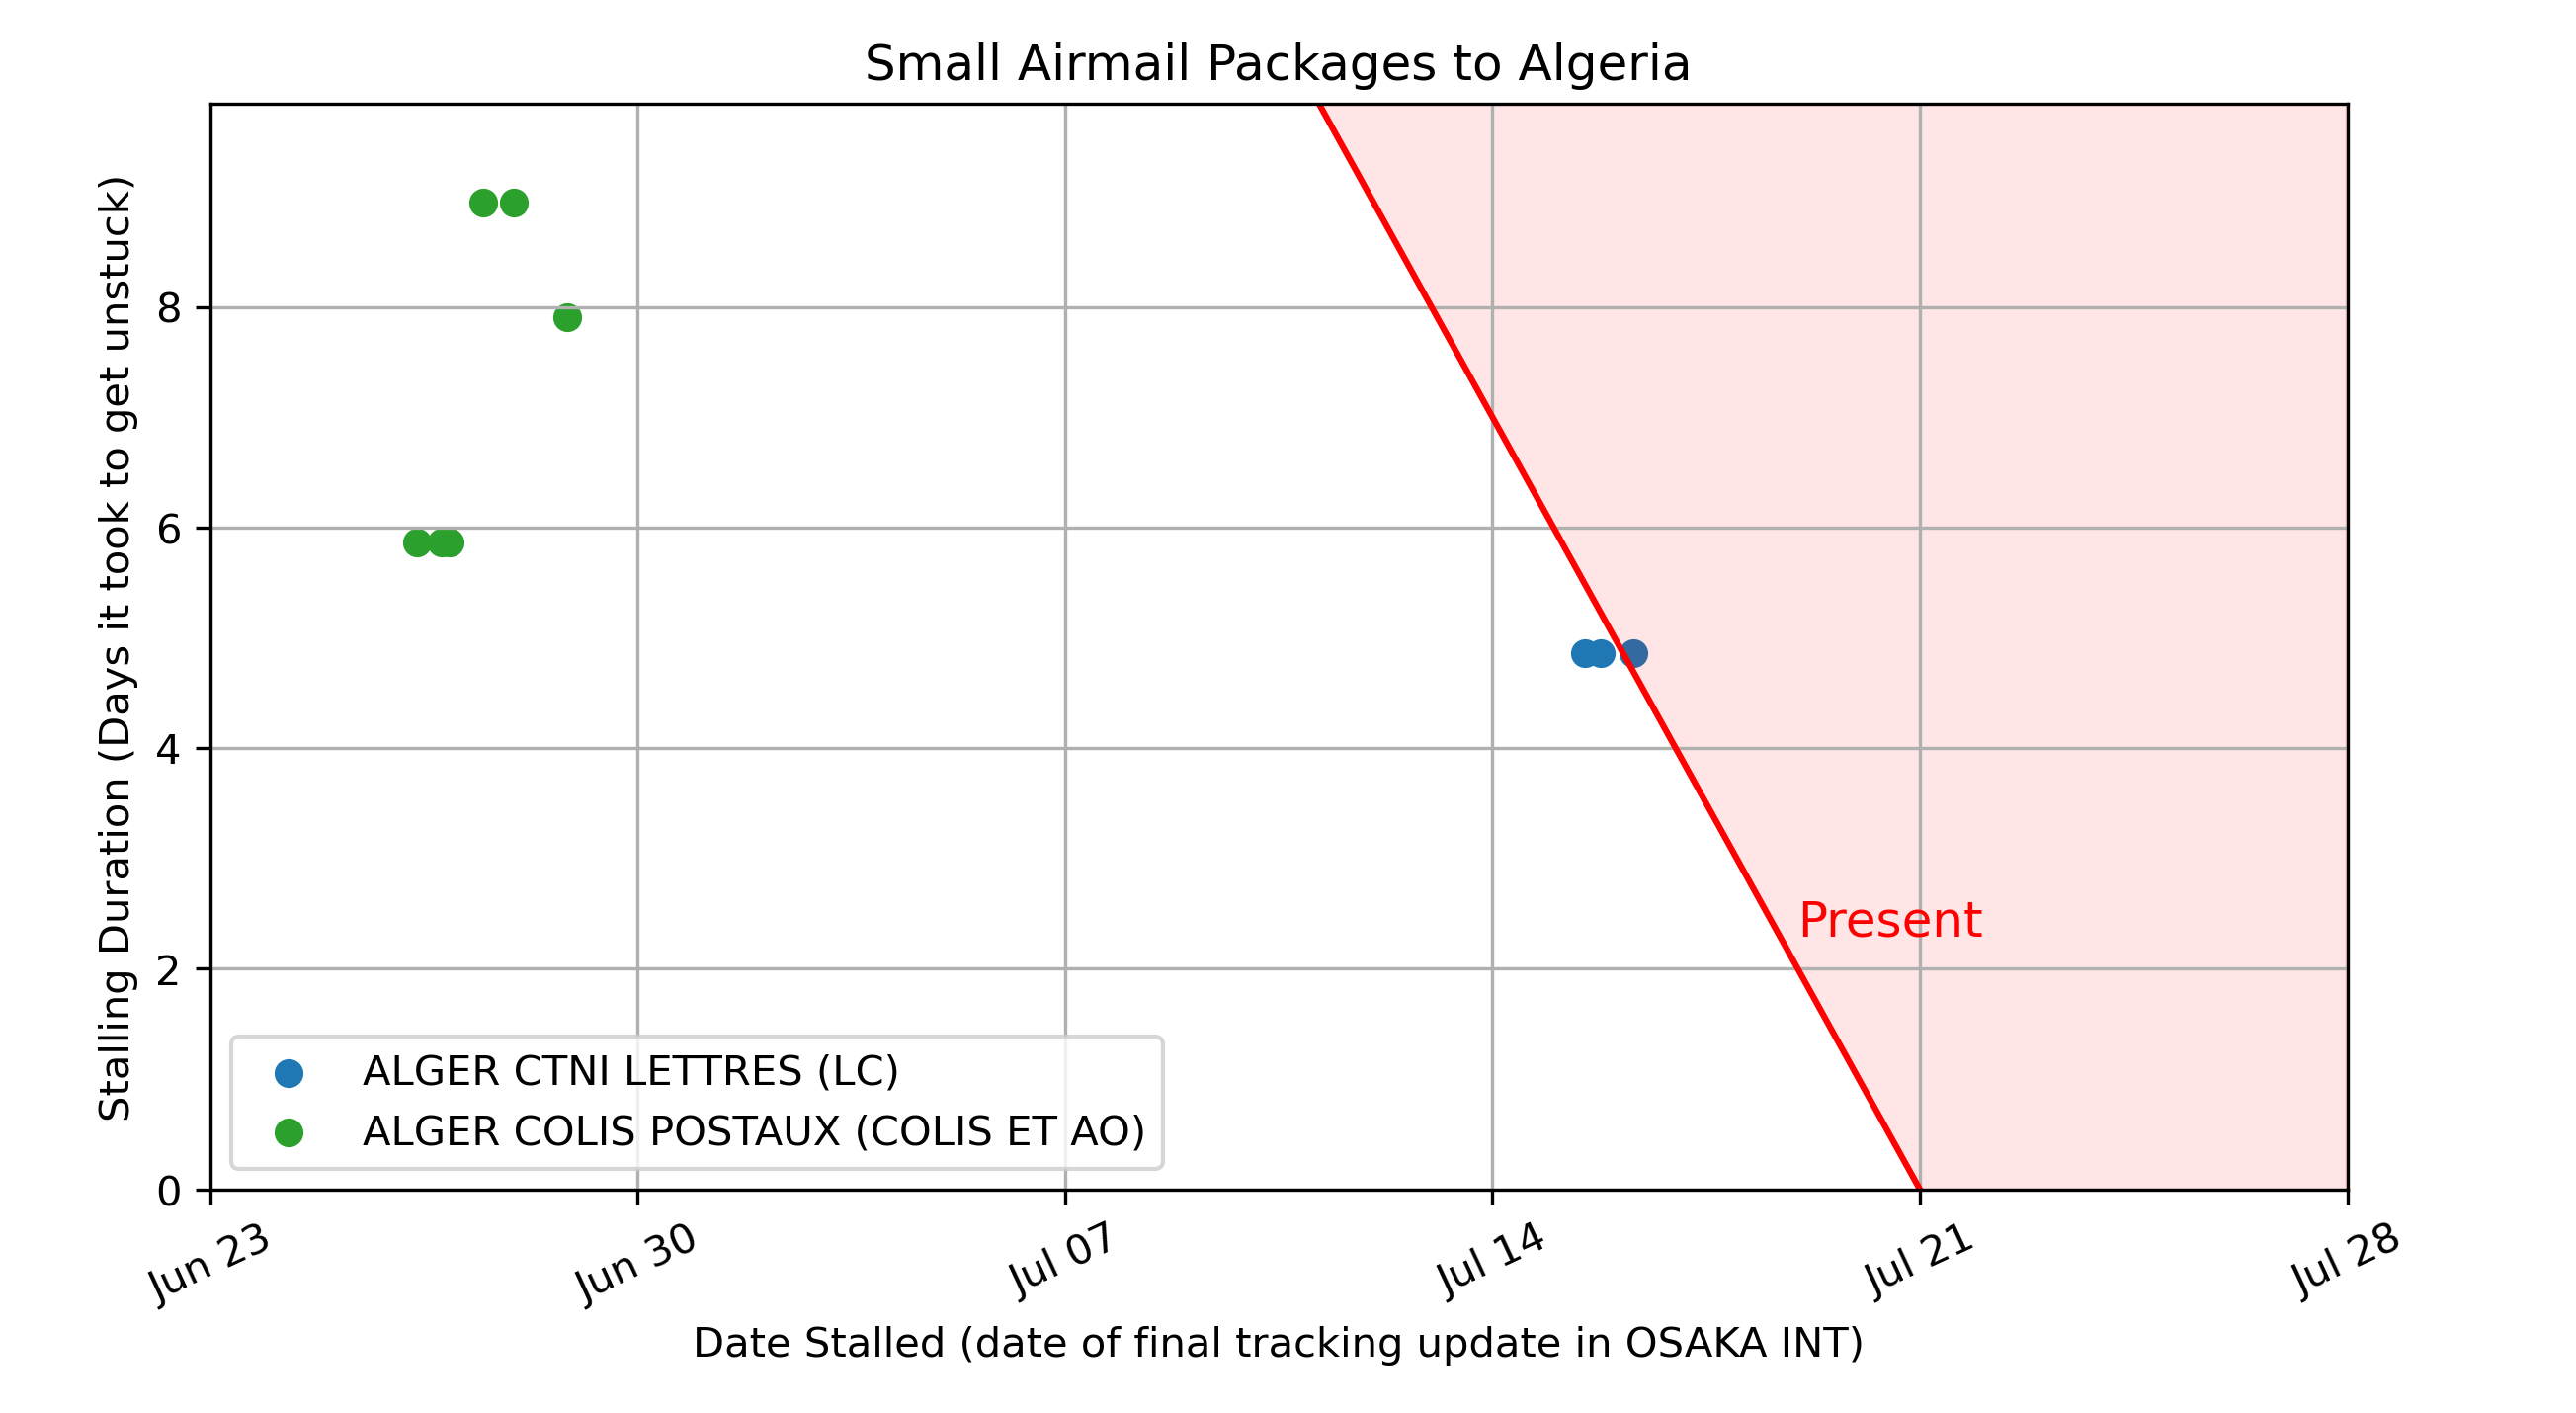 Small Airmail Packages to Algeria
Stalling Duration (Days it took to get unstuck)
8
6
4
2
0
Present
ALGER CTNI LETTRES (LC)
ALGER COLIS POSTAUX (COLIS ET AO)
Jun 23
Jun 30
Jul 07
Jul 14
Jul 21
Jul 28
Date Stalled (date of final tracking update in OSAKA INT)